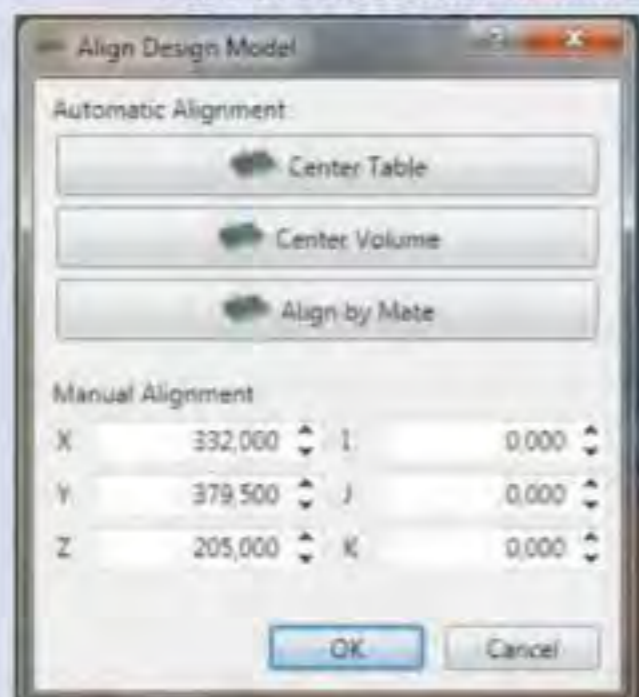 Align Design Model
Automatic Alignment
Center Table
Center Volume
Align by Mate
Manual Alignment
X 332,000 I 0,000
Y 379,500 J 0,000
Z 205,000 K 0,000
OK Cancel